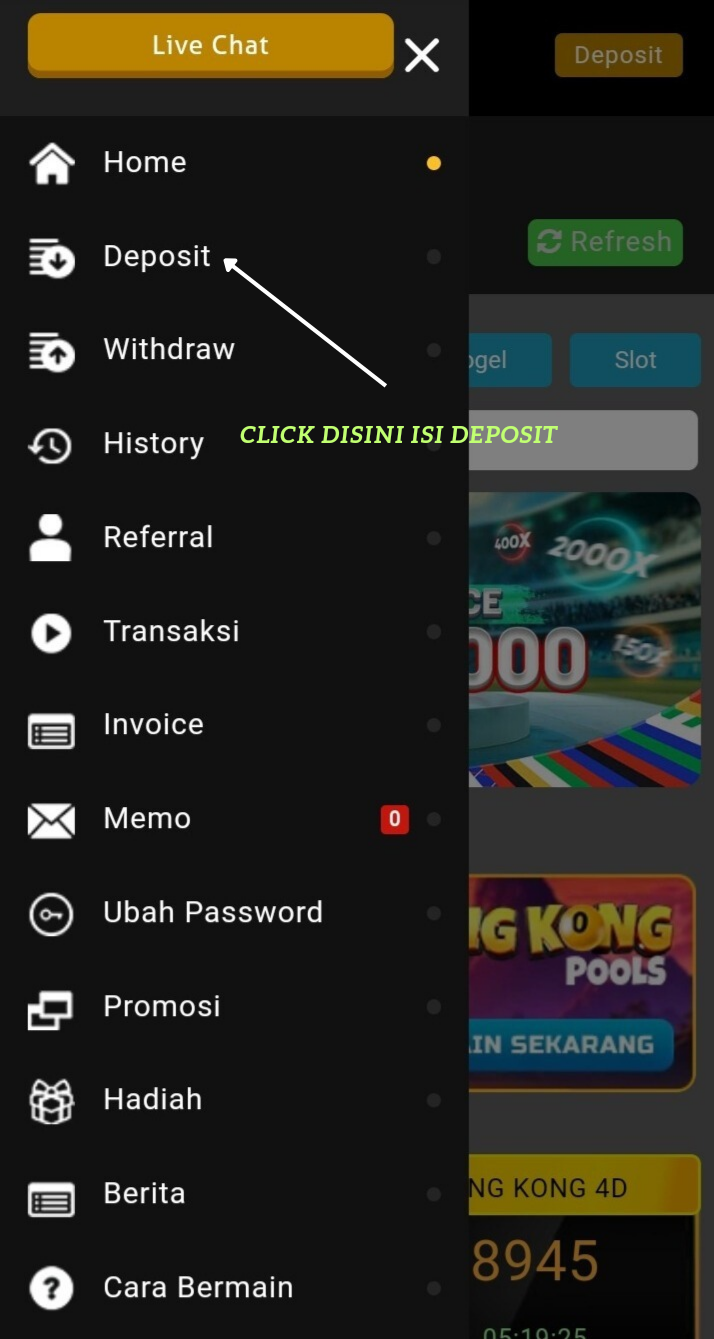 Live Chat
Deposit
Home
Deposit
Refresh
Withdraw
ogel
Slot
CLICK DISINI ISI DEPOSIT
History
Referral
400X
2000X
CE
000
150X
Transaksi
Invoice
Memo
0
Ubah Password
NG KONG
POOLS
Promosi
IN SEKARANG
Hadiah
Berita
NG KONG 4D
8945
Cara Bermain
05:19:25